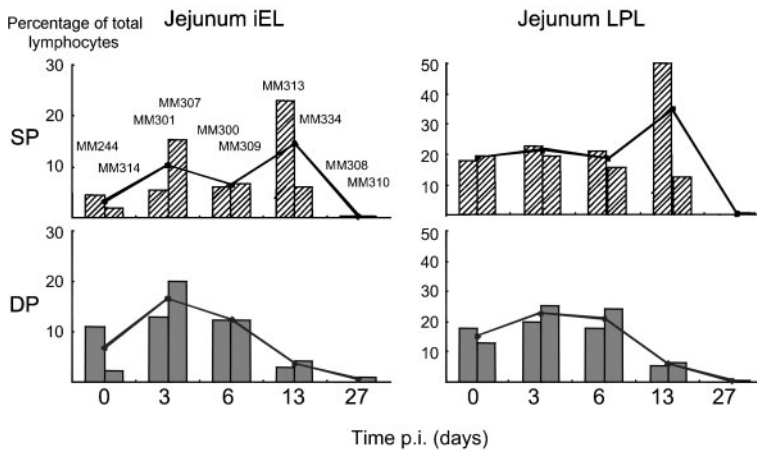 Percentage of total
lymphocytes
Jejunum iEL
Jejunum LPL
SP
30
20
10
MM244
MM314
MM301
MM307
MM300
MM309
MM313
MM334
MM308
MM310
50
40
30
20
10
DP
30
20
10
0 3 6 13 27
50
40
30
20
10
0 3 6 13 27
Time p.i. (days)